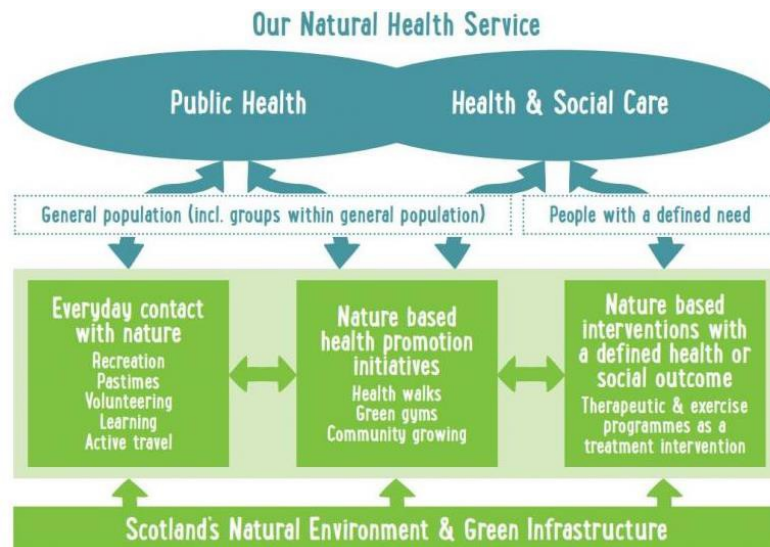 Our Natural Health Service
Public Health
Health & Social Care
General population (incl. groups within general population)
People with a defined need
Everyday contact
with nature
Recreation
Pastimes
Volunteering
Learning
Active travel
Nature based
health promotion
initiatives
Health walks
Green gyms
Community growing
Nature based
interventions with
a defined health or
social outcome
Therapeutic & exercise
programmes as a
treatment intervention
Scotland's Natural Environment & Green Infrastructure